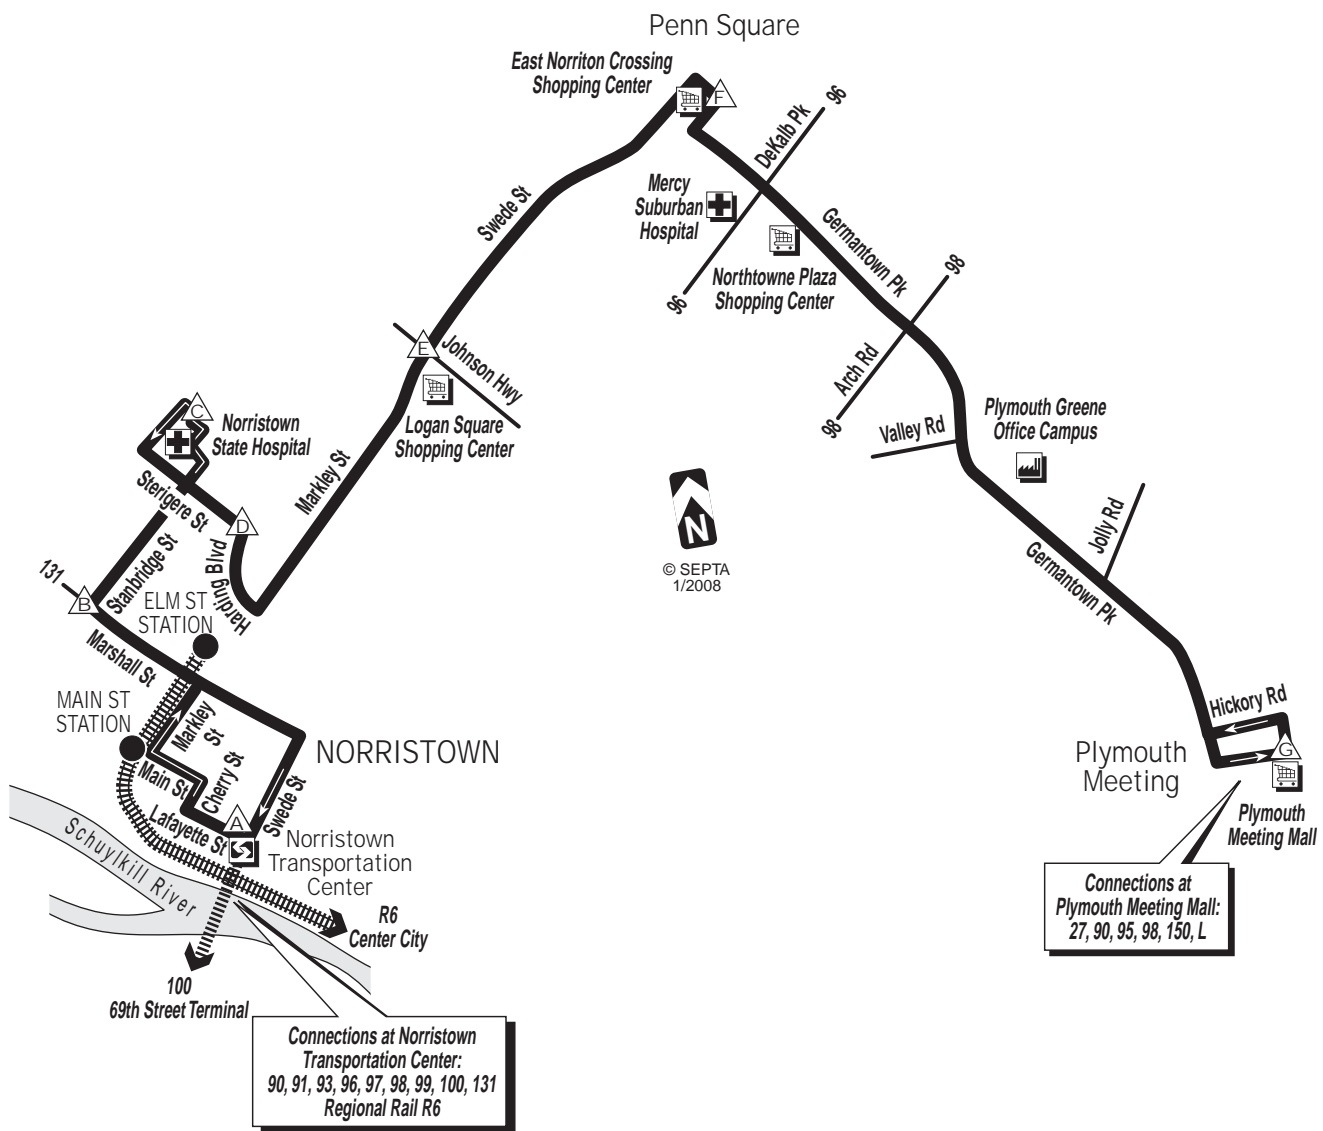 Penn Square
East Norriton Crossing
Shopping Center
F
96
DeKalb Pk
Mercy
Suburban
Hospital
Swede St
Germantown Pk
98
Northtowne Plaza
Shopping Center
96
E
Johnson Hwy
Arch Rd
98
Logan Square
Shopping Center
C
Norristown
State Hospital
Plymouth Greene
Office Campus
Valley Rd
Markley St
Sterigere St
D
N
© SEPTA
1/2008
Jolly Rd
Germantown Pk
131
B
Stanbridge St
Harding Blvd
ELM ST
STATION
Marshall St
MAIN ST
STATION
Markley
St
NORRISTOWN
Hickory Rd
G
Plymouth
Meeting
Plymouth
Meeting Mall
Main St
Cherry St
Swede St
Lafayette St
A
Norristown
Transportation
Center
Schuylkill River
R6
Center City
100
69th Street Terminal
Connections at
Plymouth Meeting Mall:
27, 90, 95, 98, 150, L
Connections at Norristown
Transportation Center:
90, 91, 93, 96, 97, 98, 99, 100, 131
Regional Rail R6